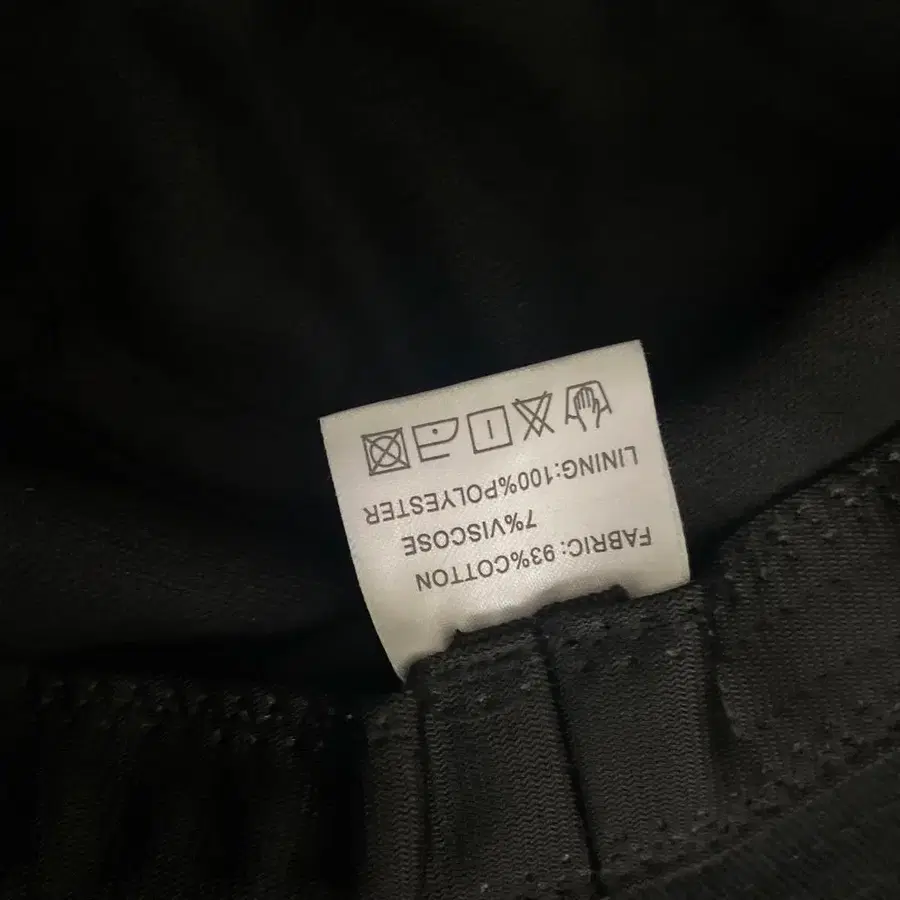 FABRIC: 93%COTTON
7%VISCOSE
LINING:100%POLYESTER